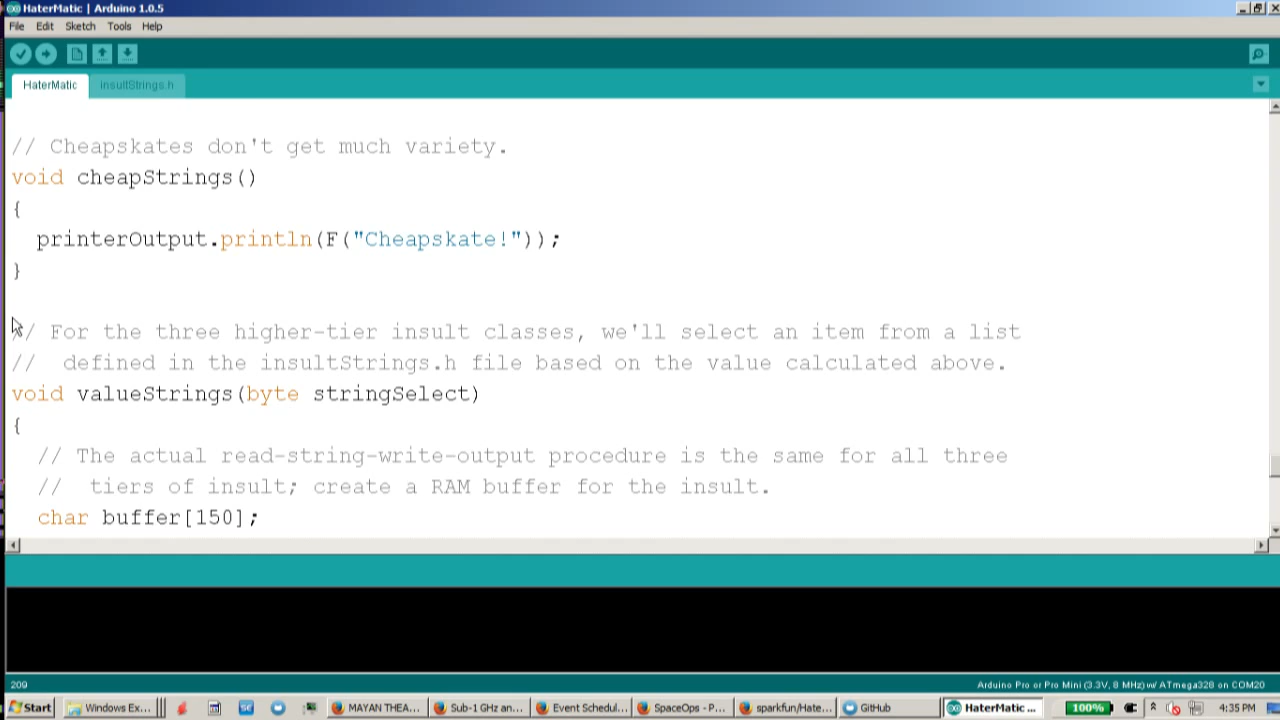 HaterMatic | Arduino 1.0.5
File Edit Sketch Tools Help
HaterMatic insultStrings.h
// Cheapskates don't get much variety.
void cheapStrings()
{
printerOutput.println(F("Cheapskate!"));
}
// For the three higher-tier insult classes, we'll select an item from a list
// defined in the insultStrings.h file based on the value calculated above.
void valueStrings(byte stringSelect)
{
// The actual read-string-write-output procedure is the same for all three
// tiers of insult; create a RAM buffer for the insult.
char buffer[150];
209
Arduino Pro or Pro Mini (3.3V, 8 MHz) w/ ATmega328 on COM20
Start Windows Ex... MAYAN THEA... Sub-1 GHz an... Event Schedul... SpaceOps - P... sparkfun/Hate... GitHub HaterMatic ... 100% 4:35 PM